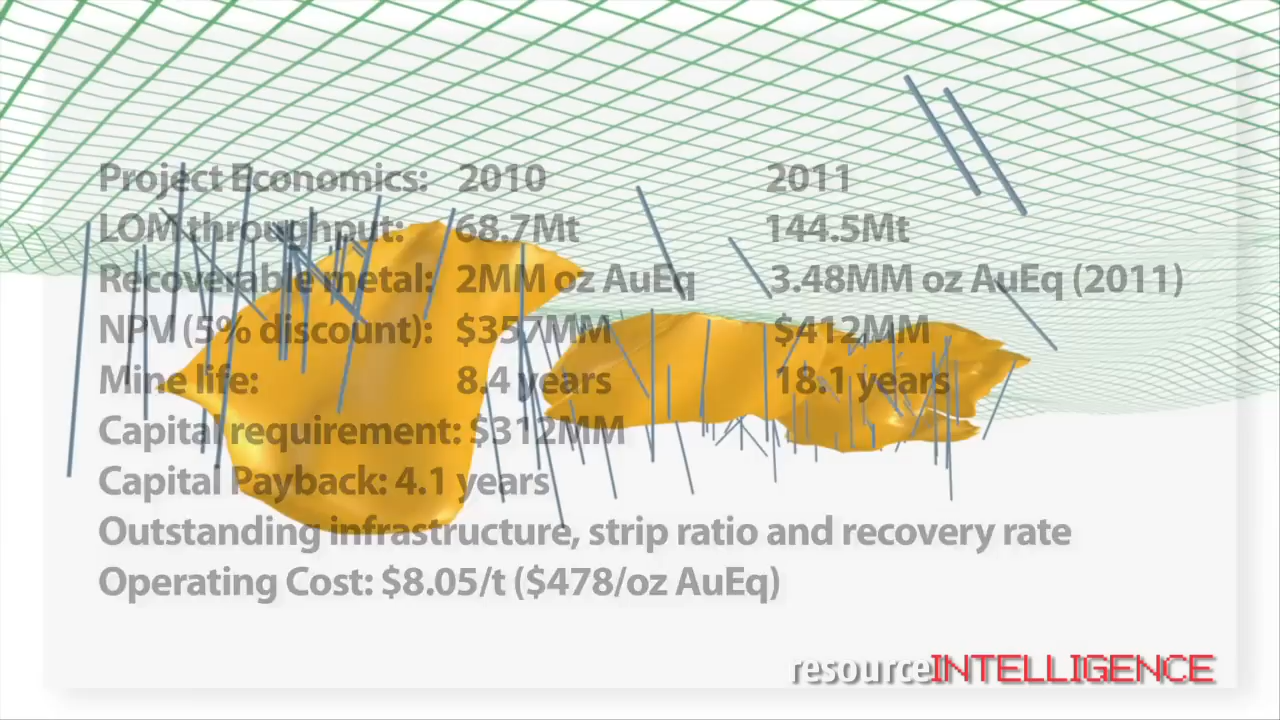 Project Economics: 2010 2011
LOM throughput: 68.7Mt 144.5Mt
Recoverable metal: 2MM oz AuEq 3.48MM oz AuEq (2011)
NPV (5% discount): $357MM $412MM
Mine life: 8.4 years 18.1 years
Capital requirement: $312MM
Capital Payback: 4.1 years
Outstanding infrastructure, strip ratio and recovery rate
Operating Cost: $8.05/t ($478/oz AuEq)
resourceINTELLIGENCE